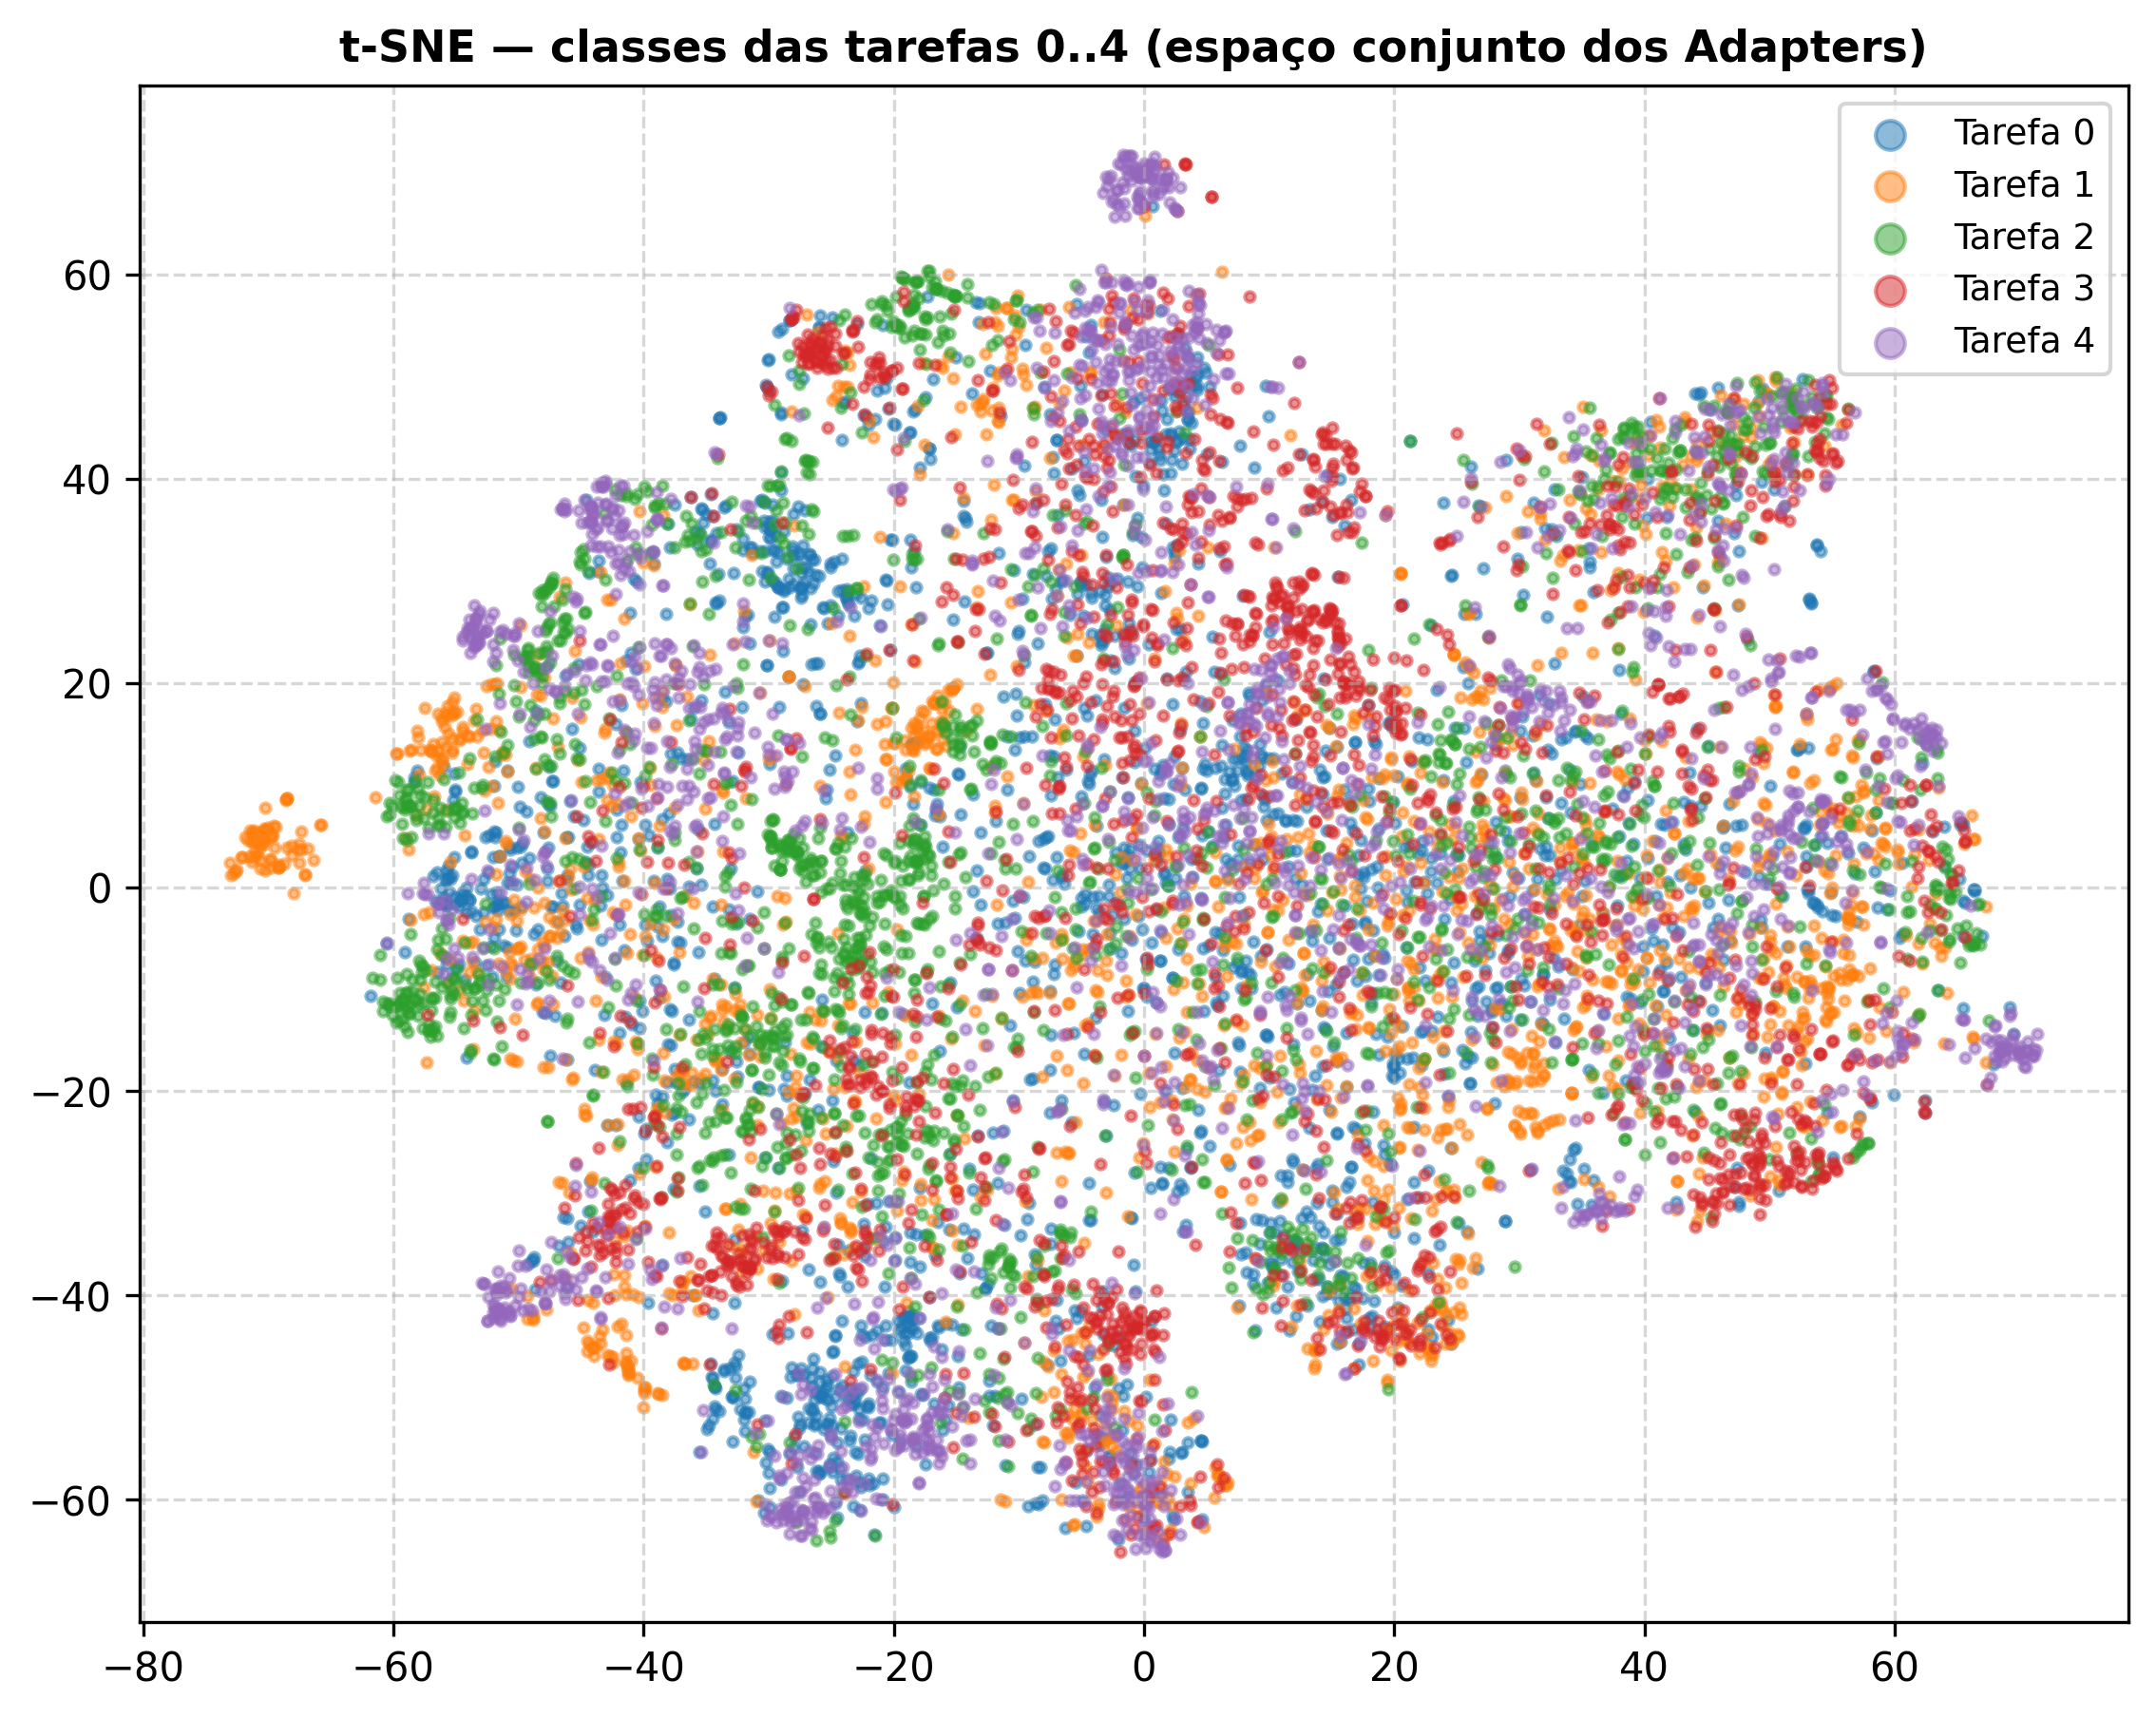 t-SNE — classes das tarefas 0..4 (espaço conjunto dos Adapters)
Tarefa 0
Tarefa 1
Tarefa 2
Tarefa 3
Tarefa 4
60
40
20
0
−20
−40
−60
−80 −60 −40 −20 0 20 40 60